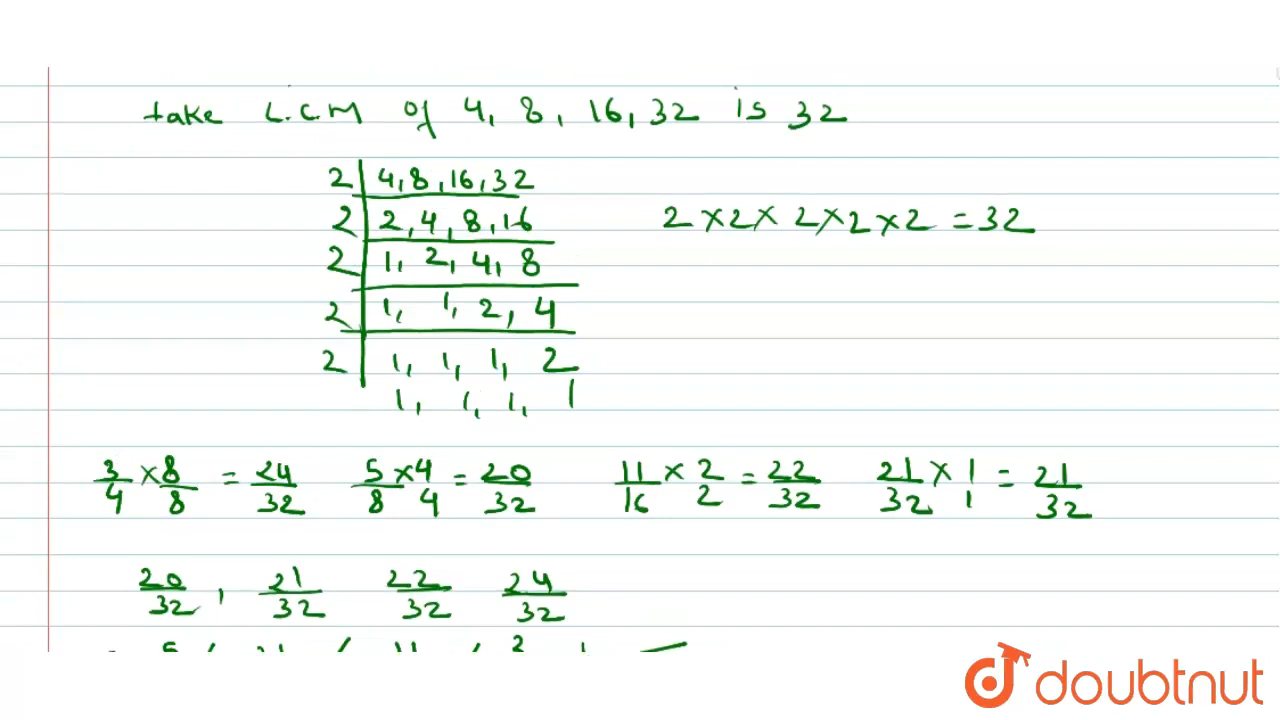 take L.C.M of 4, 8, 16, 32 is 32
2 | 4, 8, 16, 32
2 | 2, 4, 8, 16
2 × 2 × 2 × 2 × 2 = 32
2 | 1, 2, 4, 8
2 | 1, 1, 2, 4
2 | 1, 1, 1, 2
1, 1, 1, 1
3/4 × 8/8 = 24/32 5/8 × 4/4 = 20/32 11/16 × 2/2 = 22/32 21/32 × 1/1 = 21/32
20/32, 21/32 22/32 24/32
doubtnut